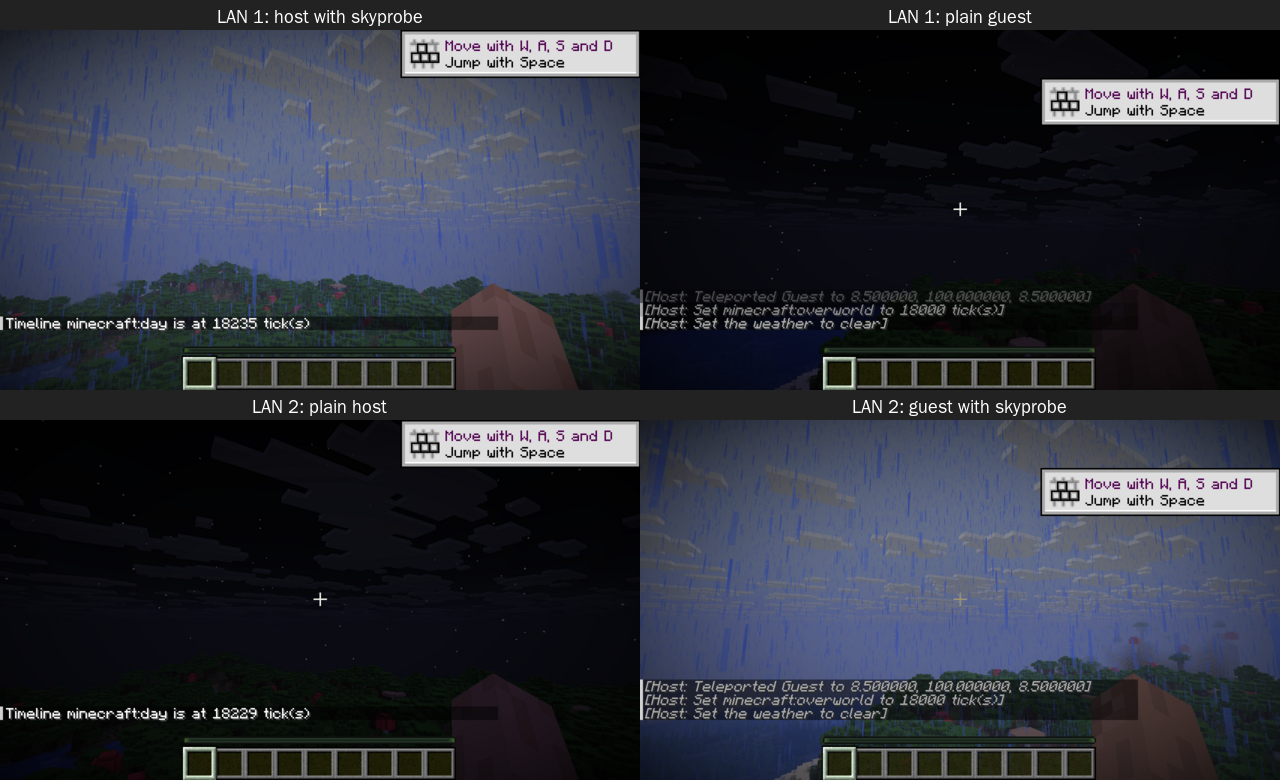 LAN 1: host with skyprobe
LAN 1: plain guest
Move with W, A, S and D
Jump with Space
Move with W, A, S and D
Jump with Space
[Host: Teleported Guest to 8.500000, 100.000000, 8.500000]
[Host: Set minecraft:overworld to 18000 tick(s)]
[Host: Set the weather to clear]
Timeline minecraft:day is at 18235 tick(s)
LAN 2: plain host
LAN 2: guest with skyprobe
Move with W, A, S and D
Jump with Space
Move with W, A, S and D
Jump with Space
[Host: Teleported Guest to 8.500000, 100.000000, 8.500000]
[Host: Set minecraft:overworld to 18000 tick(s)]
[Host: Set the weather to clear]
Timeline minecraft:day is at 18229 tick(s)